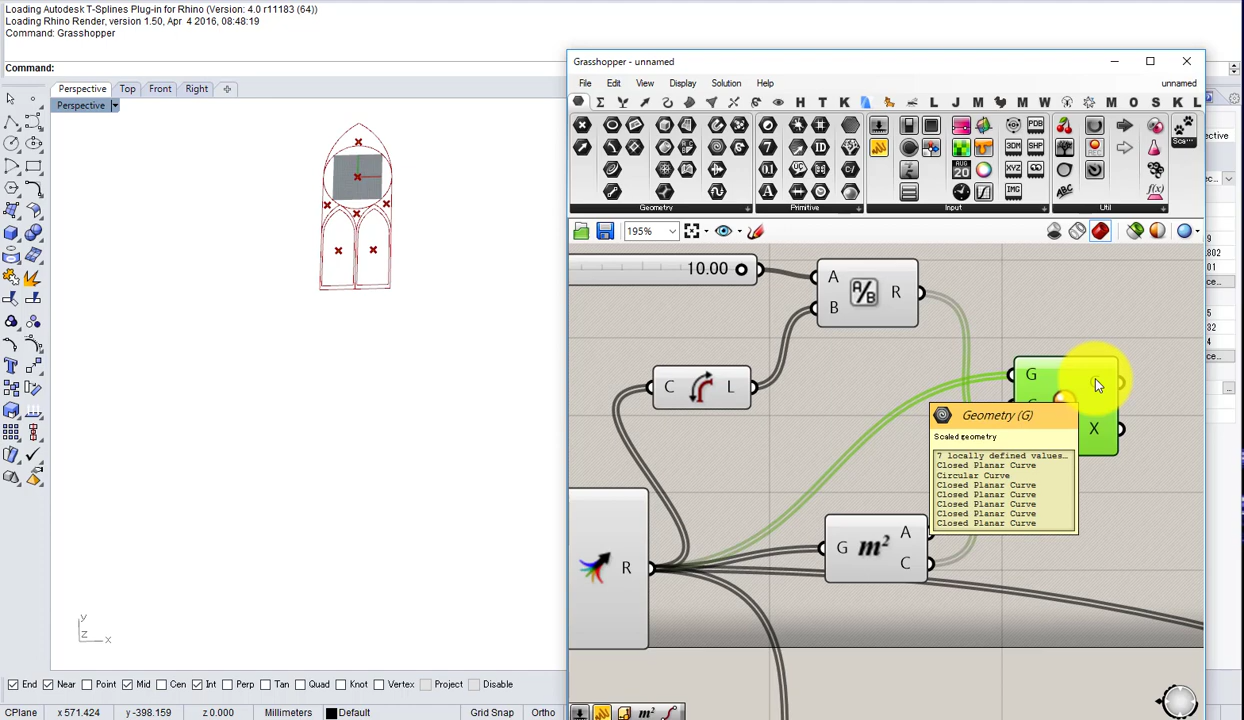 Loading Autodesk T-Splines Plug-in for Rhino (Version: 4.0 r11183 (64))
Loading Rhino Render, version 1.50, Apr  4 2016, 08:48:19
Command: Grasshopper
Command:
Perspective Top Front Right
Perspective
Grasshopper - unnamed
File Edit View Display Solution Help unnamed
H T K L J M M W M O S K L
Geometry Primitive Input Util
195%
10.00
A
B
R
A/B
C L
G
X
Geometry (G)
Scaled geometry
7 locally defined values…
Closed Planar Curve
Circular Curve
Closed Planar Curve
Closed Planar Curve
Closed Planar Curve
Closed Planar Curve
Closed Planar Curve
R
G m² A
C
y
z x
End Near Point Mid Cen Int Perp Tan Quad Knot Vertex Project Disable
CPlane x 571.424 y -398.159 z 0.000 Millimeters Default Grid Snap Ortho